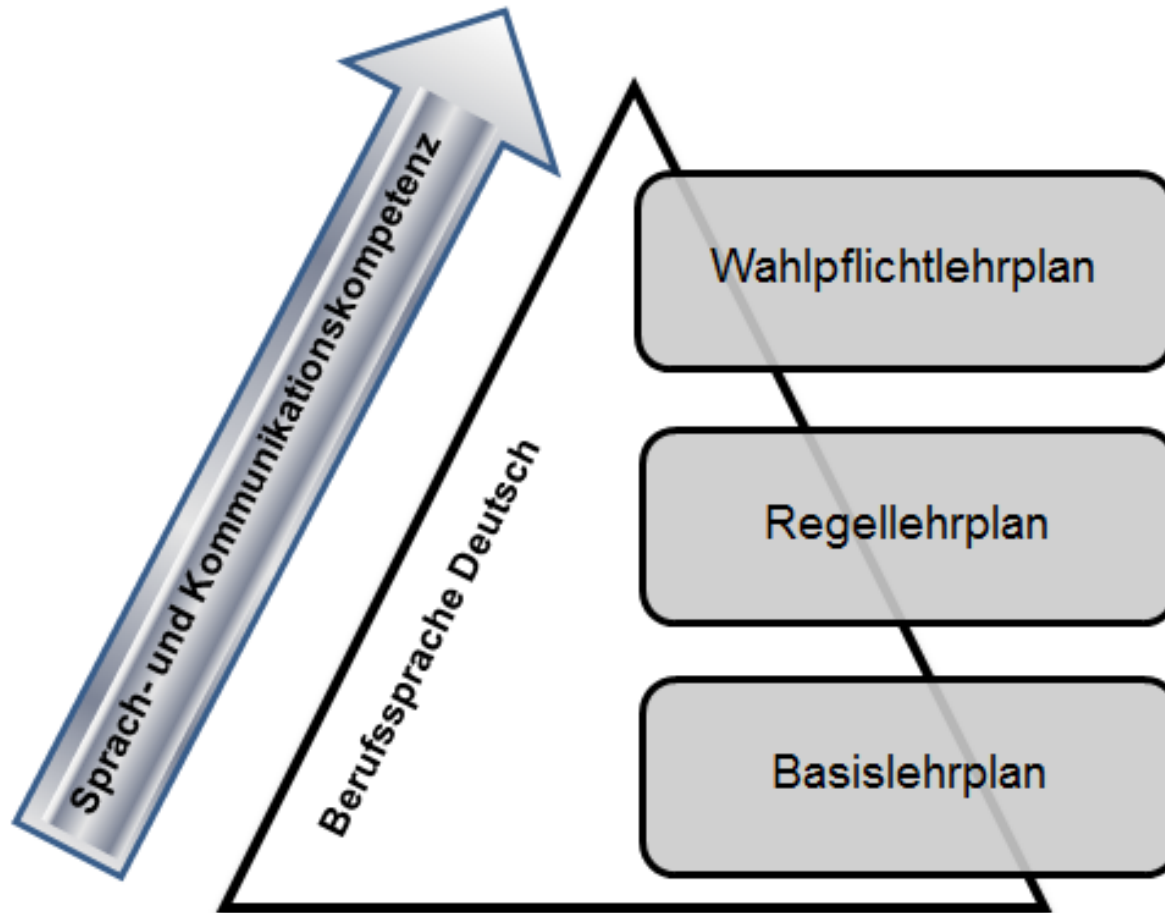 Sprach- und Kommunikationskompetenz
Berufssprache Deutsch
Wahlpflichtlehrplan
Regellehrplan
Basislehrplan